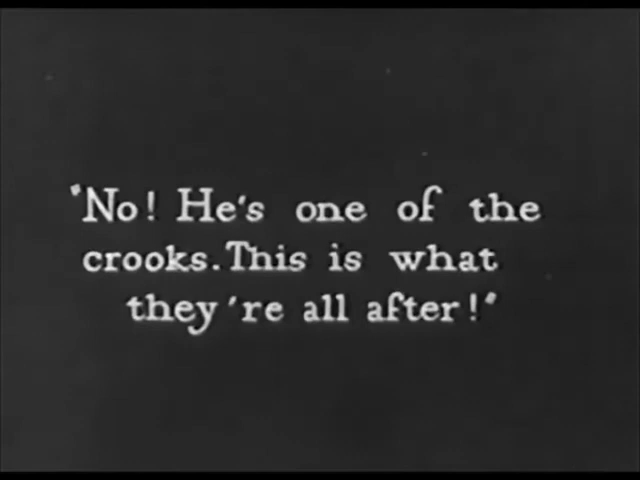 "No! He's one of the
crooks. This is what
they're all after!"